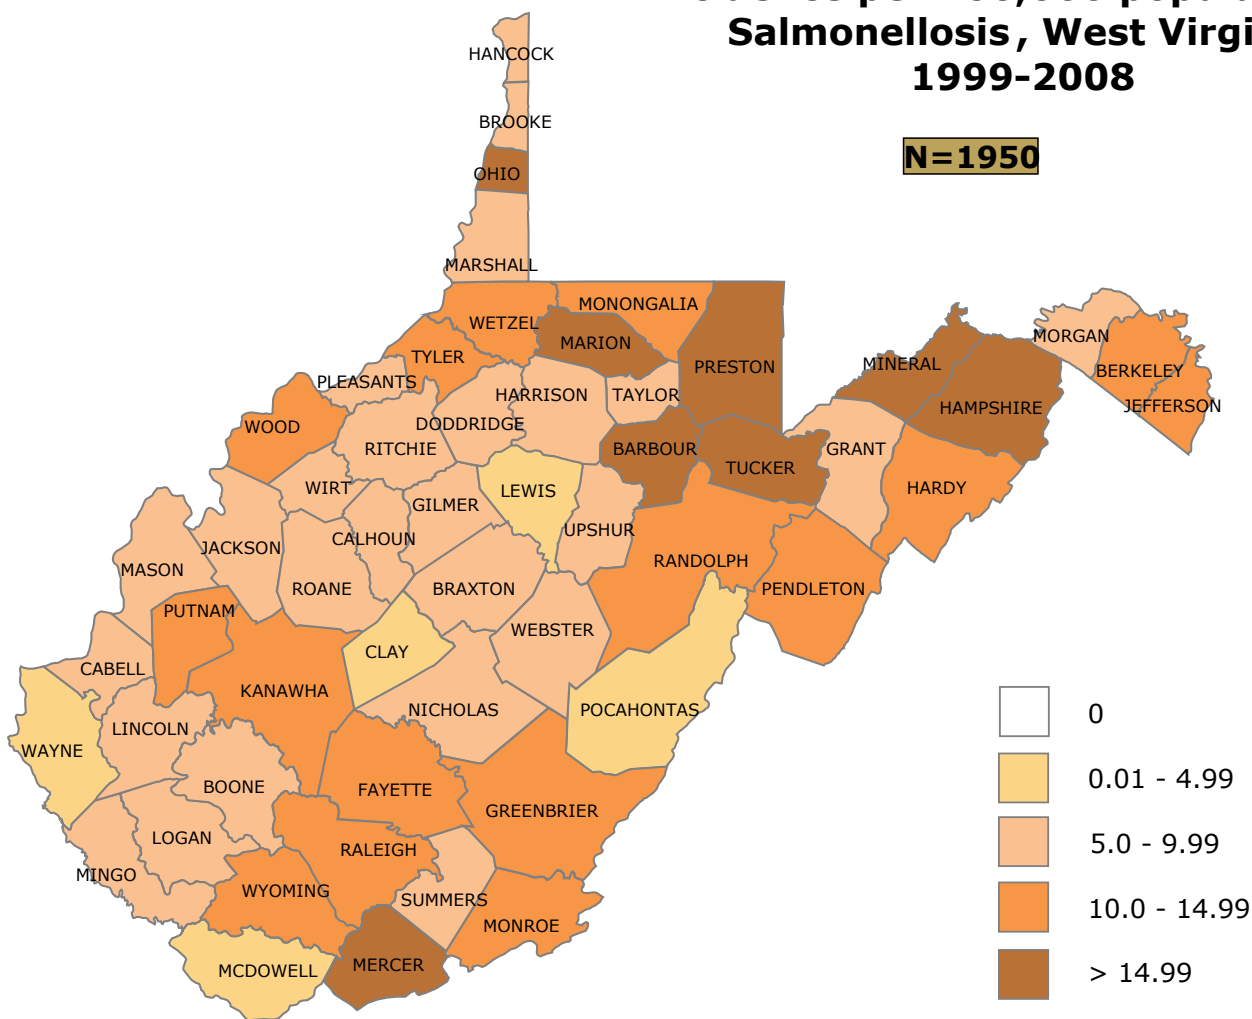 Salmonellosis, West Virgi
1999-2008
N=1950
HANCOCK
BROOKE
OHIO
MARSHALL
WETZEL
MONONGALIA
MARION
TYLER
PRESTON
PLEASANTS
HARRISON
TAYLOR
MINERAL
MORGAN
BERKELEY
JEFFERSON
HAMPSHIRE
WOOD
DODDRIDGE
RITCHIE
BARBOUR
TUCKER
GRANT
HARDY
WIRT
GILMER
LEWIS
UPSHUR
CALHOUN
JACKSON
MASON
ROANE
BRAXTON
RANDOLPH
PENDLETON
PUTNAM
WEBSTER
CLAY
CABELL
KANAWHA
NICHOLAS
POCAHONTAS
LINCOLN
WAYNE
BOONE
FAYETTE
GREENBRIER
LOGAN
RALEIGH
MINGO
WYOMING
SUMMERS
MONROE
MCDOWELL
MERCER
0
0.01 - 4.99
5.0 - 9.99
10.0 - 14.99
> 14.99